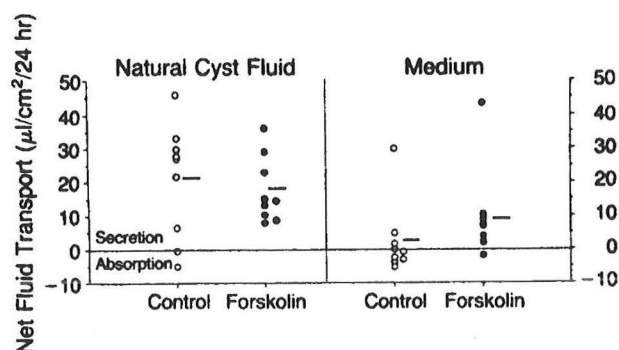 Net Fluid Transport (μl/cm²/24 hr)
Natural Cyst Fluid
Medium
50
40
30
20
10
0
−10
Secretion
Absorption
50
40
30
20
10
0
−10
Control
Forskolin
Control
Forskolin